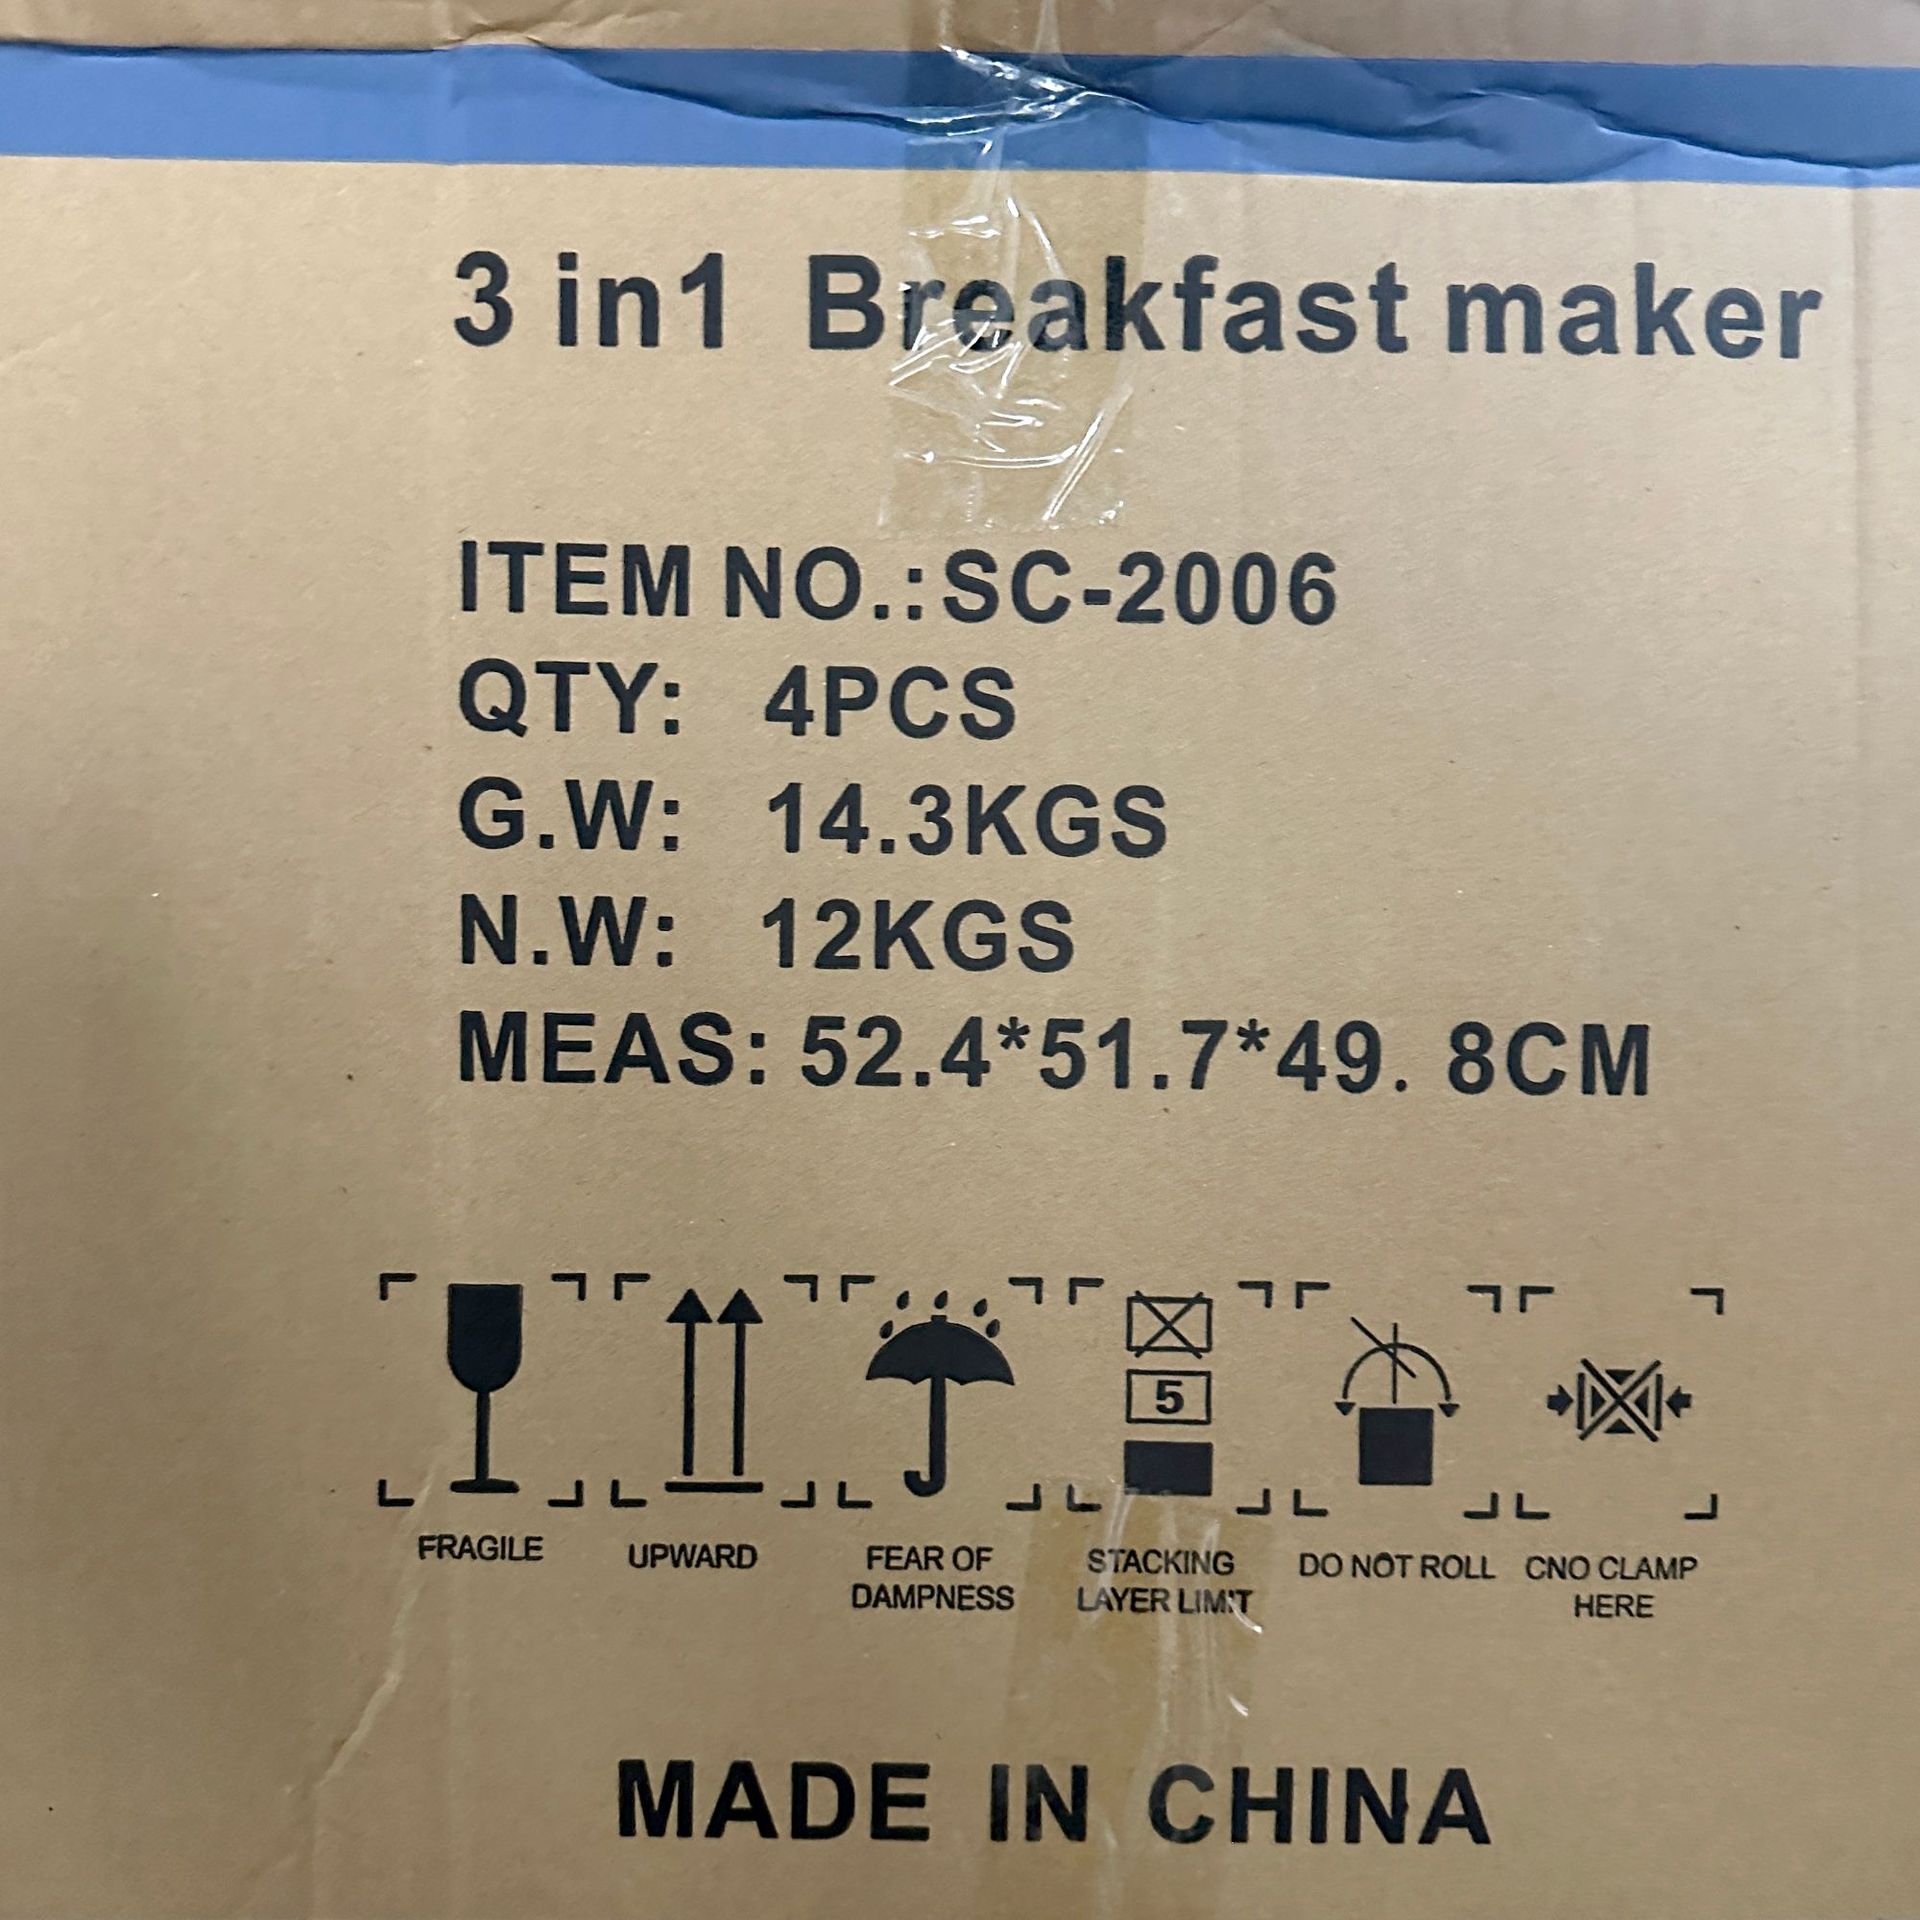 3 in1 Breakfast maker
ITEM NO.:SC-2006
QTY: 4PCS
G.W: 14.3KGS
N.W: 12KGS
MEAS: 52.4*51.7*49. 8CM
5
FRAGILE
UPWARD
FEAR OF
DAMPNESS
STACKING
LAYER LIMIT
DO NOT ROLL
CNO CLAMP
HERE
MADE IN CHINA